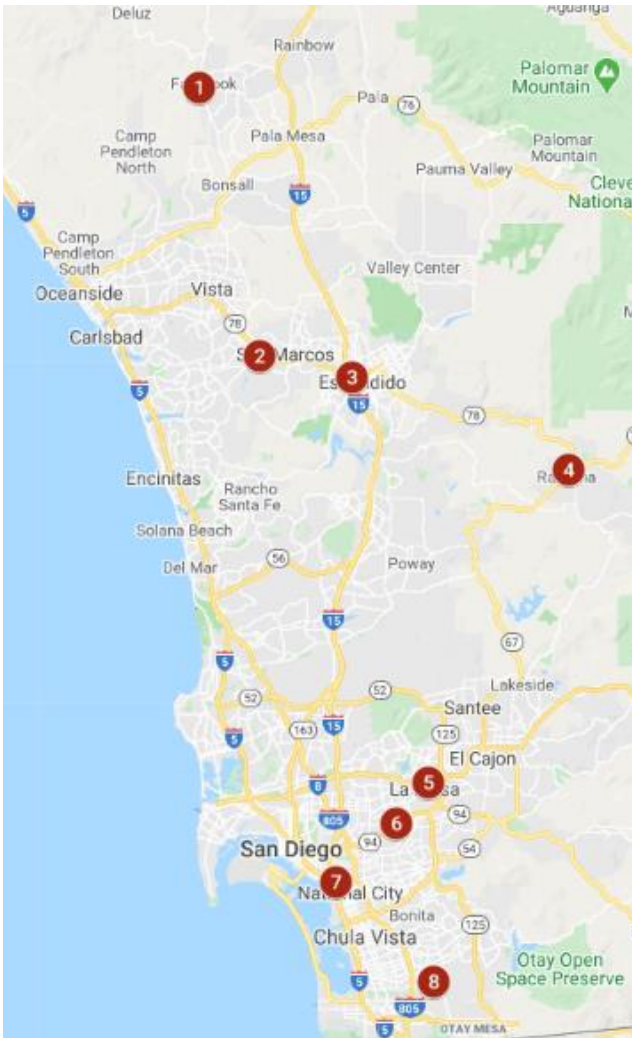 Deluz
Aguanga
Rainbow
Palomar
Mountain
1
Pala
76
Camp
Pendleton
North
Pala Mesa
Palomar
Mountain
Pauma Valley
Bonsall
15
Cleve
Nationa
5
Camp
Pendleton
South
Valley Center
Oceanside
Vista
78
Carlsbad
2
Marcos
3
5
15
78
4
Encinitas
Rancho
Santa Fe
Solana Beach
56
Del Mar
Poway
15
67
5
Lakeside
52
52
Santee
163
15
125
5
El Cajon
8
5
La
805
6
94
94
San Diego
54
7
City
Bonita
125
Chula Vista
Otay Open
Space Preserve
5
8
805
5
OTAY MESA